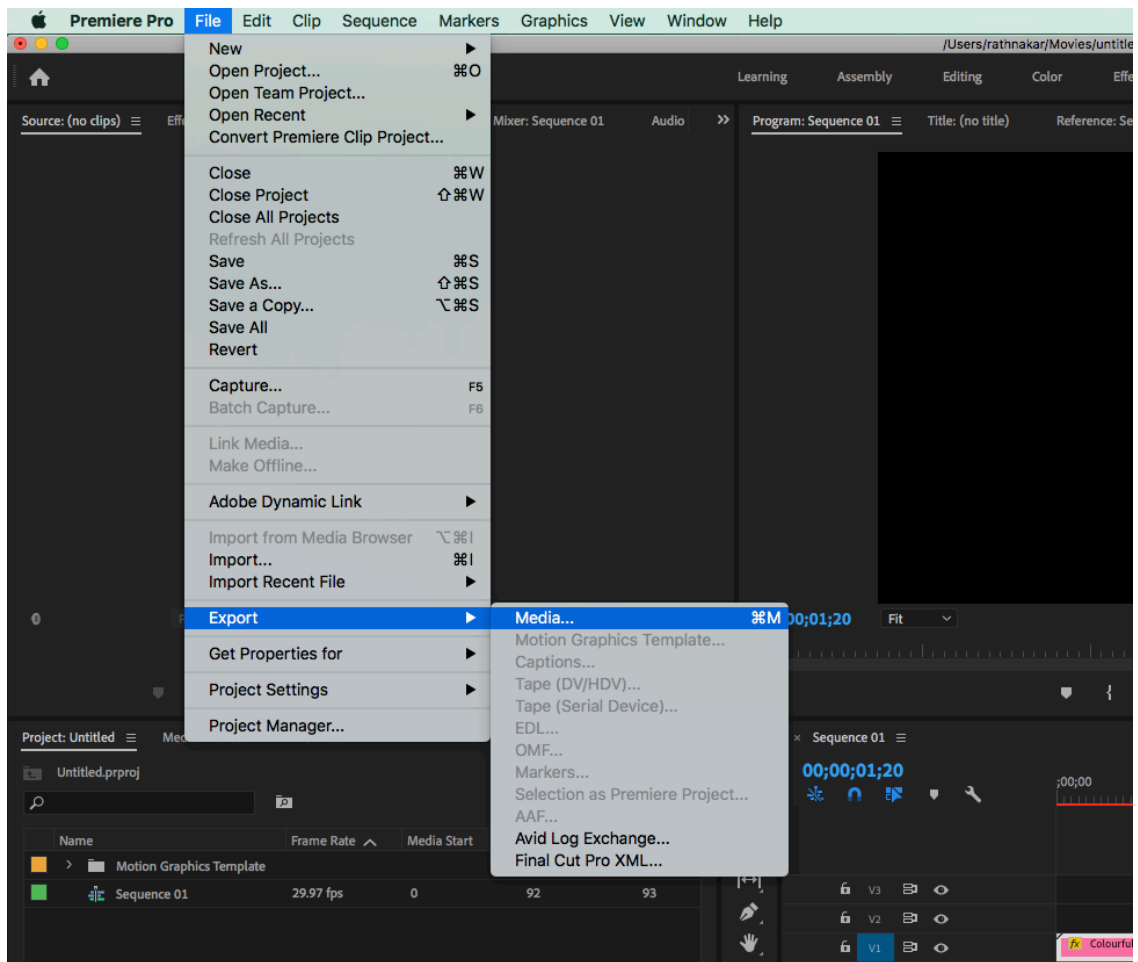 Premiere Pro File Edit Clip Sequence Markers Graphics View Window Help
/Users/rathnakar/Movies/untitle
Learning Assembly Editing Color Effe
Source: (no clips) Effe
Mixer: Sequence 01 Audio >>
Program: Sequence 01 Title: (no title) Reference: Se
New
Open Project... ⌘O
Open Team Project...
Open Recent
Convert Premiere Clip Project...
Close ⌘W
Close Project ⇧⌘W
Close All Projects
Refresh All Projects
Save ⌘S
Save As... ⇧⌘S
Save a Copy... ⌥⌘S
Save All
Revert
Capture... F5
Batch Capture... F6
Link Media...
Make Offline...
Adobe Dynamic Link
Import from Media Browser ⌥⌘I
Import... ⌘I
Import Recent File
Export
Get Properties for
Project Settings
Project Manager...
Media... ⌘M
Motion Graphics Template...
Captions...
Tape (DV/HDV)...
Tape (Serial Device)...
EDL...
OMF...
Markers...
Selection as Premiere Project...
AAF...
Avid Log Exchange...
Final Cut Pro XML...
0
00;01;20 Fit
Project: Untitled Med
Untitled.prproj
Name Frame Rate Media Start
Motion Graphics Template
Sequence 01 29.97 fps 0 92 93
× Sequence 01
00;00;01;20
;00;00
V3
V2
V1
fx Colourful